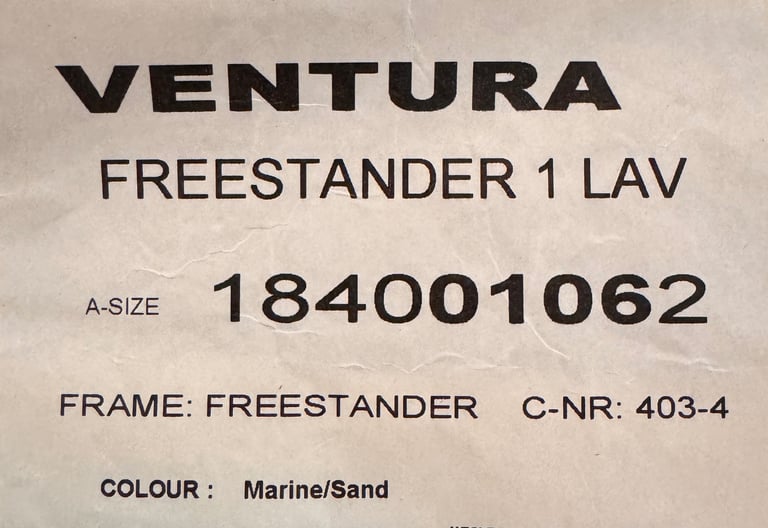 VENTURA
FREESTANDER 1 LAV
A-SIZE 184001062
FRAME: FREESTANDER C-NR: 403-4
COLOUR : Marine/Sand